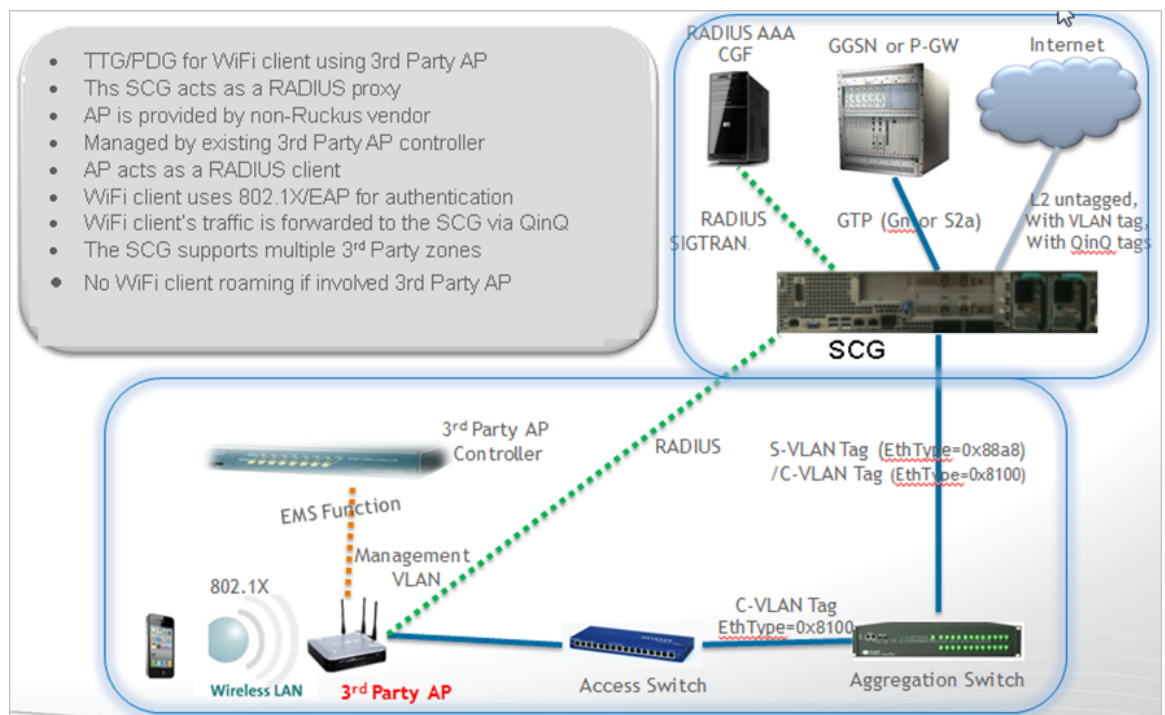 TTG/PDG for WiFi client using 3rd Party AP
Ths SCG acts as a RADIUS proxy
AP is provided by non-Ruckus vendor
Managed by existing 3rd Party AP controller
AP acts as a RADIUS client
WiFi client uses 802.1X/EAP for authentication
WiFi client's traffic is forwarded to the SCG via QinQ
The SCG supports multiple 3rd Party zones
No WiFi client roaming if involved 3rd Party AP
RADIUS AAA
CGF
GGSN or P-GW
Internet
RADIUS
SIGTRAN.
GTP (Gn or S2a)
L2 untagged,
With VLAN tag,
With QinQ tags
SCG
3rd Party AP
Controller
RADIUS
S-VLAN Tag (EthType=0x88a8)
/C-VLAN Tag (EthType=0x8100)
EMS Function
Management
VLAN
802.1X
C-VLAN Tag
EthType=0x8100
Wireless LAN
3rd Party AP
Access Switch
Aggregation Switch